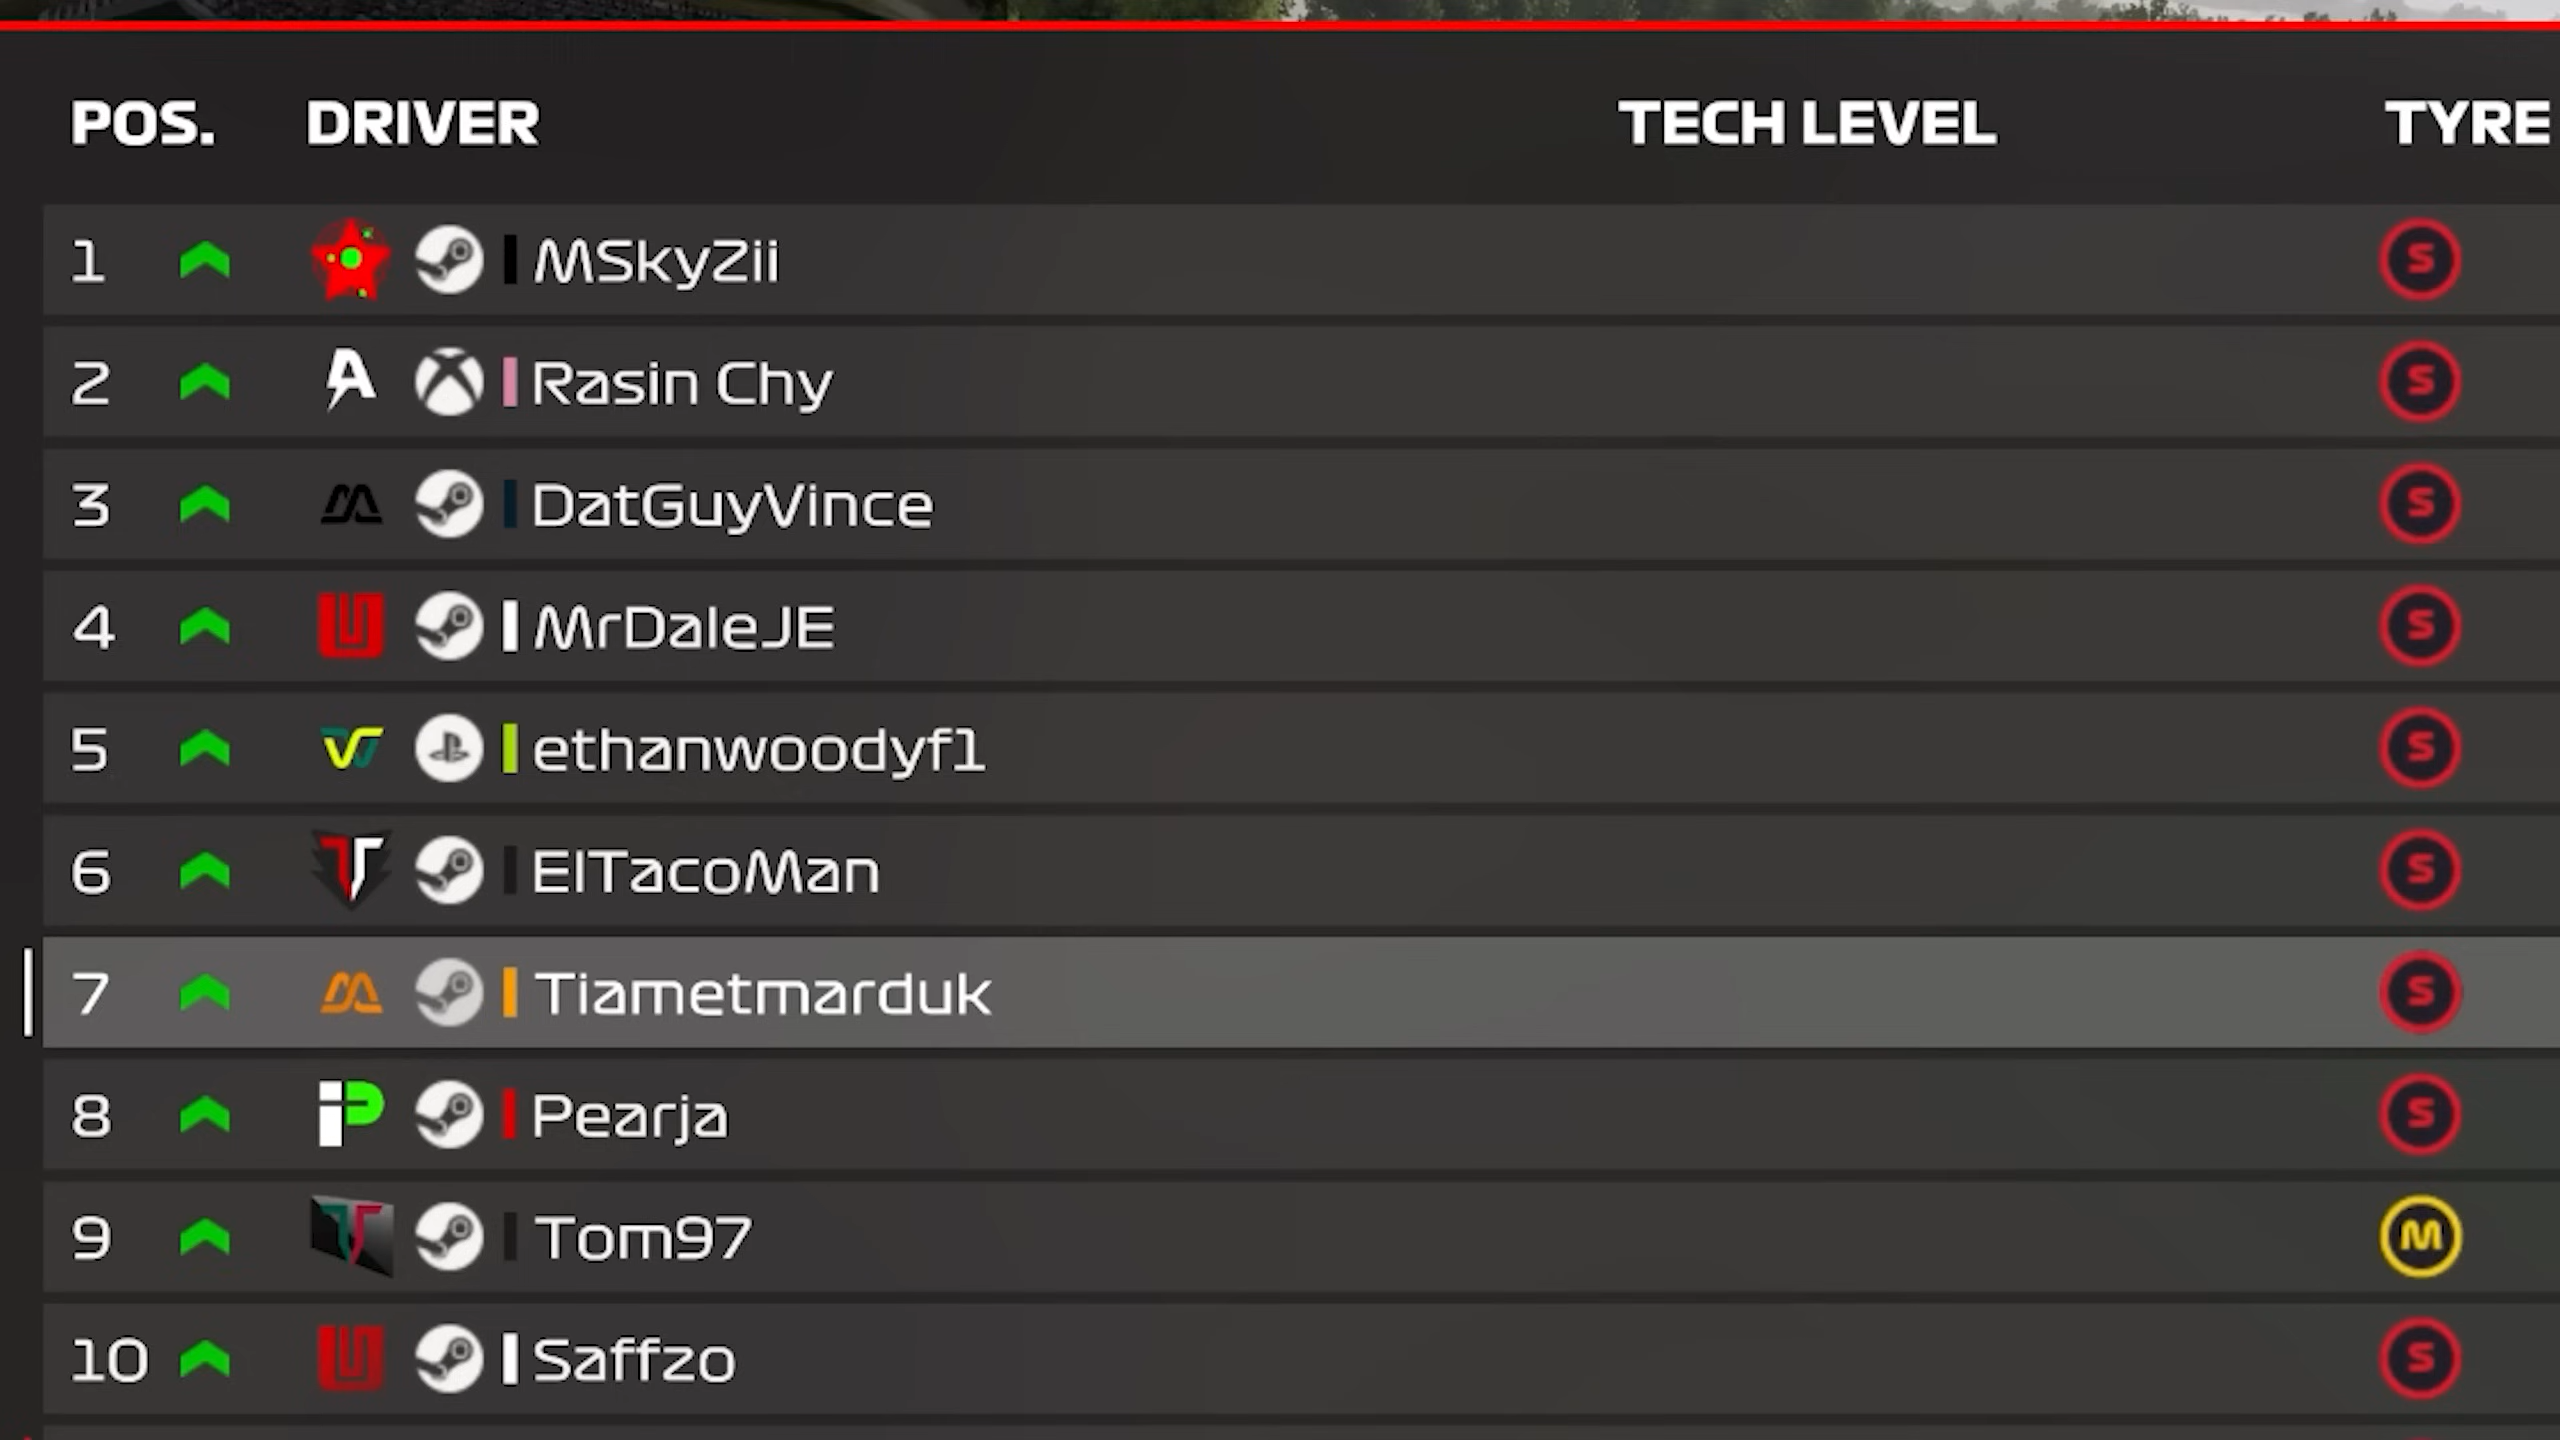 POS. DRIVER TECH LEVEL TYRE
1 MSkyZii S
2 Rasin Chy S
3 DatGuyVince S
4 MrDaleJE S
5 ethanwoodyf1 S
6 ElTacoMan S
7 Tiametmarduk S
8 iP Pearja S
9 Tom97 M
10 Saffzo S